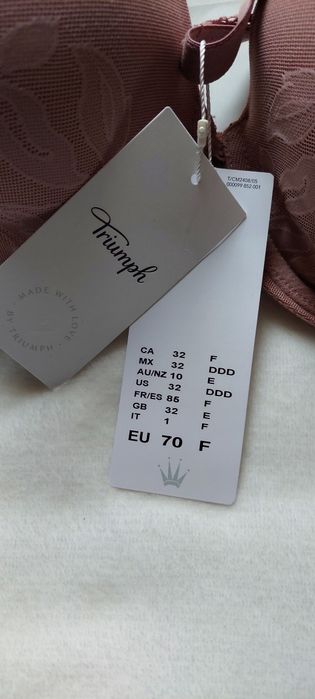 T/CM2408/05
000099 852 001
Triumph
· MADE WITH LOVE ·
BY TRIUMPH
CA 32 F
MX 32 DDD
AU/NZ 10 E
US 32 DDD
FR/ES 85 F
GB 32 E
IT 1 F
EU 70 F